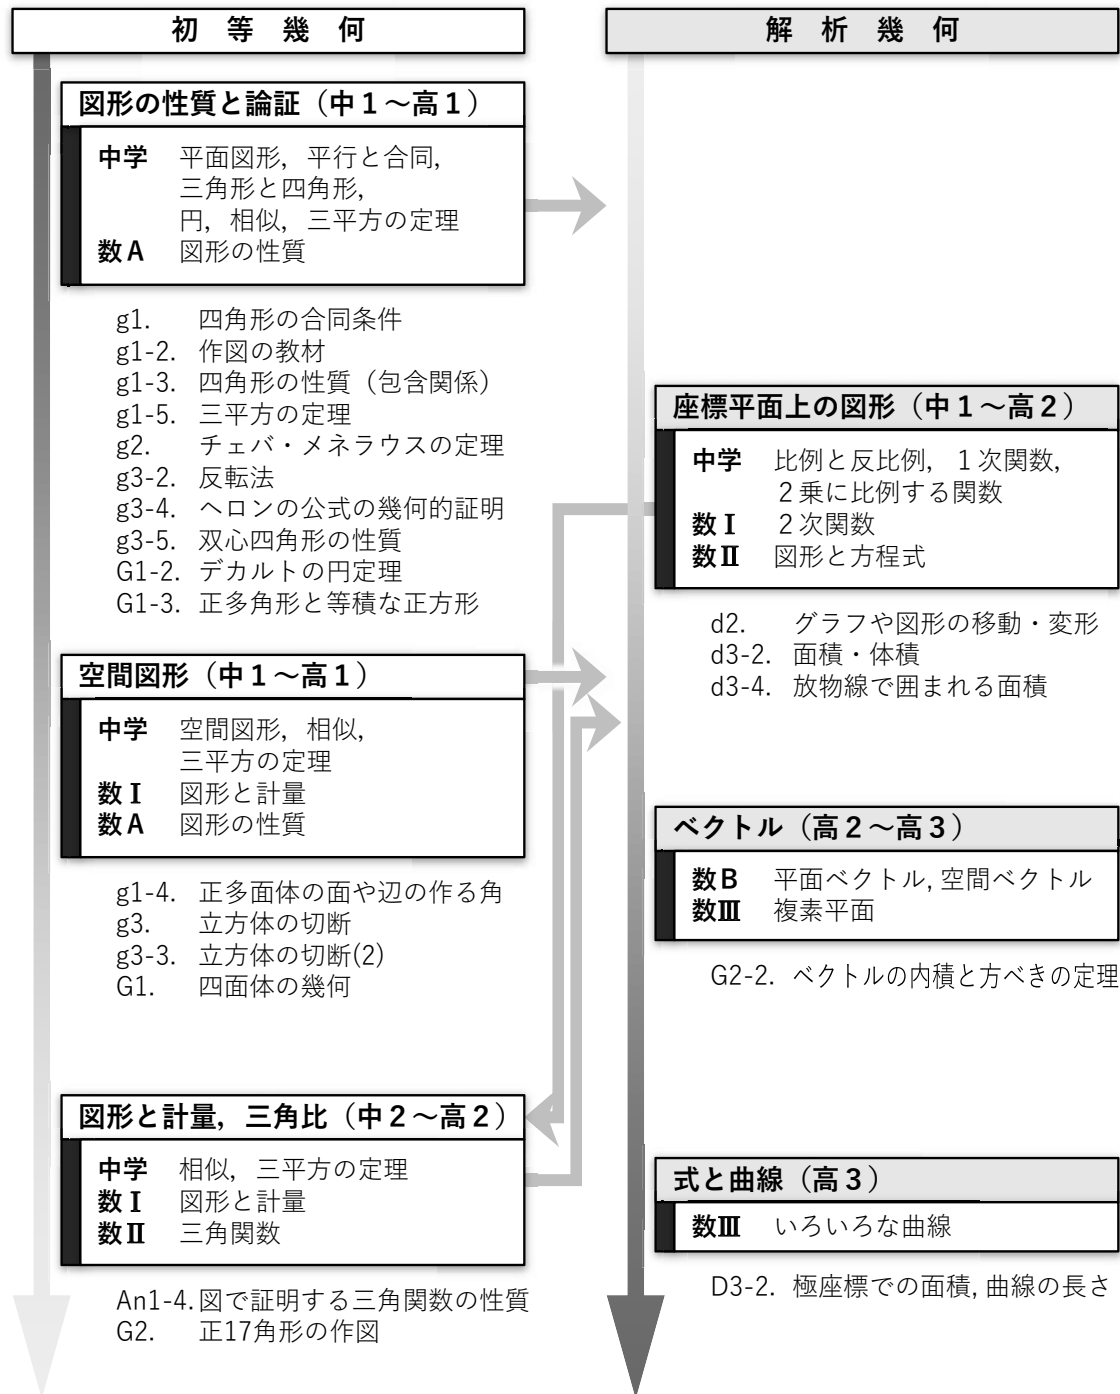 初等幾何
図形の性質と論証（中１～高１）
中学 平面図形，平行と合同，
三角形と四角形，
円，相似，三平方の定理
数Ａ 図形の性質
g1. 四角形の合同条件
g1-2. 作図の教材
g1-3. 四角形の性質（包含関係）
g1-5. 三平方の定理
g2. チェバ・メネラウスの定理
g3-2. 反転法
g3-4. ヘロンの公式の幾何的証明
g3-5. 双心四角形の性質
G1-2. デカルトの円定理
G1-3. 正多角形と等積な正方形
空間図形（中１～高１）
中学 空間図形，相似，
三平方の定理
数Ⅰ 図形と計量
数Ａ 図形の性質
g1-4. 正多面体の面や辺の作る角
g3. 立方体の切断
g3-3. 立方体の切断(2)
G1. 四面体の幾何
図形と計量，三角比（中２～高２）
中学 相似，三平方の定理
数Ⅰ 図形と計量
数Ⅱ 三角関数
An1-4. 図で証明する三角関数の性質
G2. 正17角形の作図
解析幾何
座標平面上の図形（中１～高２）
中学 比例と反比例，１次関数，
２乗に比例する関数
数Ⅰ ２次関数
数Ⅱ 図形と方程式
d2. グラフや図形の移動・変形
d3-2. 面積・体積
d3-4. 放物線で囲まれる面積
ベクトル（高２～高３）
数Ｂ 平面ベクトル, 空間ベクトル
数Ⅲ 複素平面
G2-2. ベクトルの内積と方べきの定理
式と曲線（高３）
数Ⅲ いろいろな曲線
D3-2. 極座標での面積, 曲線の長さ